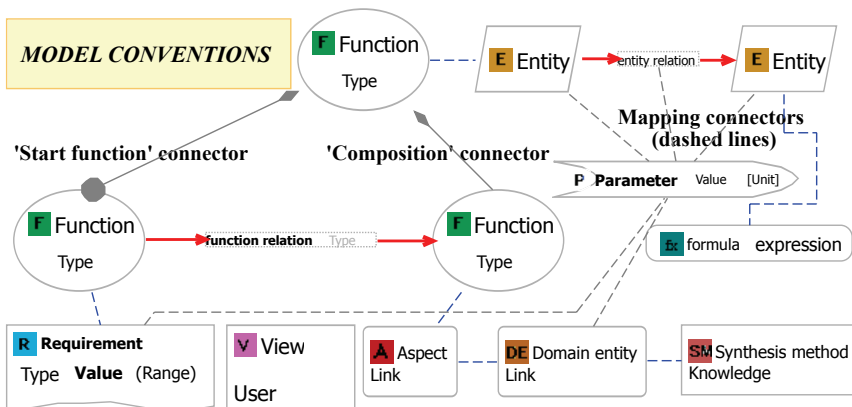 MODEL CONVENTIONS
F Function
Type
E Entity
entity relation
E Entity
Mapping connectors
(dashed lines)
'Start function' connector
'Composition' connector
P Parameter Value [Unit]
F Function
Type
function relation Type
F Function
Type
fx formula expression
R Requirement
Type Value (Range)
V View
User
A Aspect
Link
DE Domain entity
Link
SM Synthesis method
Knowledge